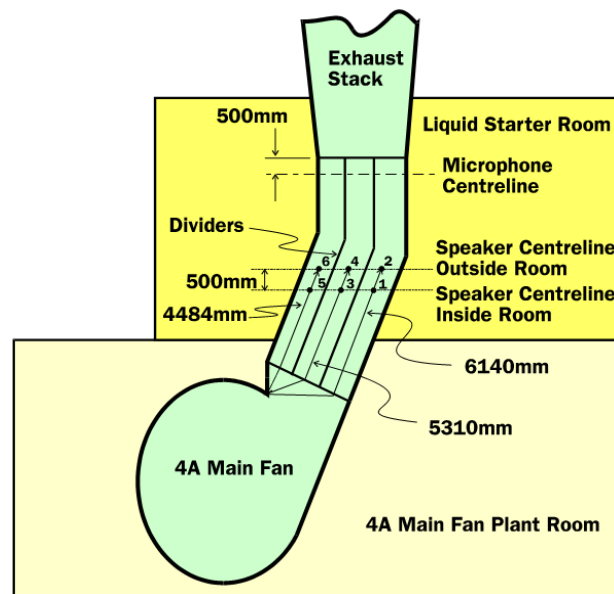 Exhaust
Stack
500mm
Liquid Starter Room
Microphone
Centreline
Dividers
Speaker Centreline
Outside Room
6 4 2
500mm
5 3 1
Speaker Centreline
Inside Room
4484mm
6140mm
5310mm
4A Main Fan
4A Main Fan Plant Room